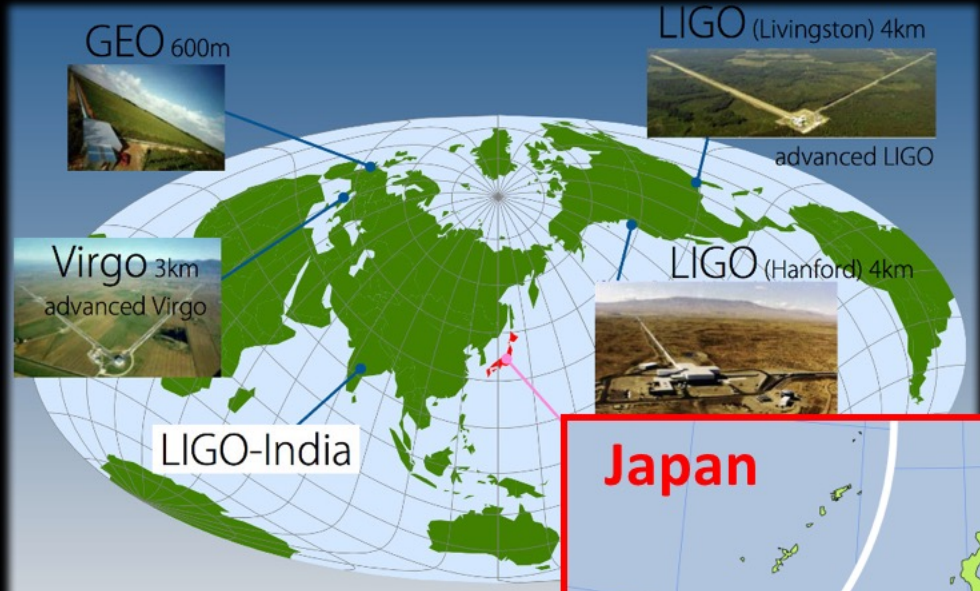 GEO 600m
LIGO (Livingston) 4km
advanced LIGO
Virgo 3km
advanced Virgo
LIGO (Hanford) 4km
LIGO-India
Japan